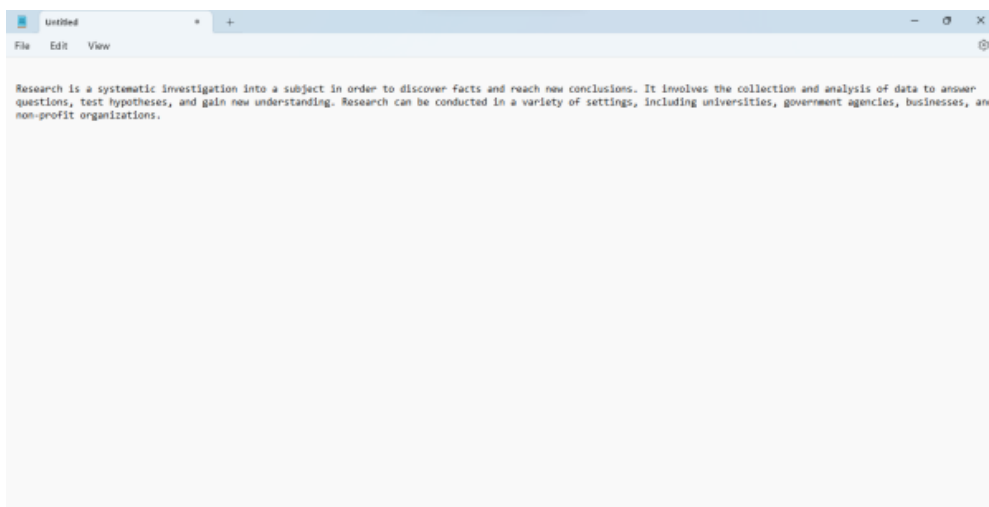 Untitled
File Edit View
Research is a systematic investigation into a subject in order to discover facts and reach new conclusions. It involves the collection and analysis of data to answer
questions, test hypotheses, and gain new understanding. Research can be conducted in a variety of settings, including universities, government agencies, businesses, and
non-profit organizations.